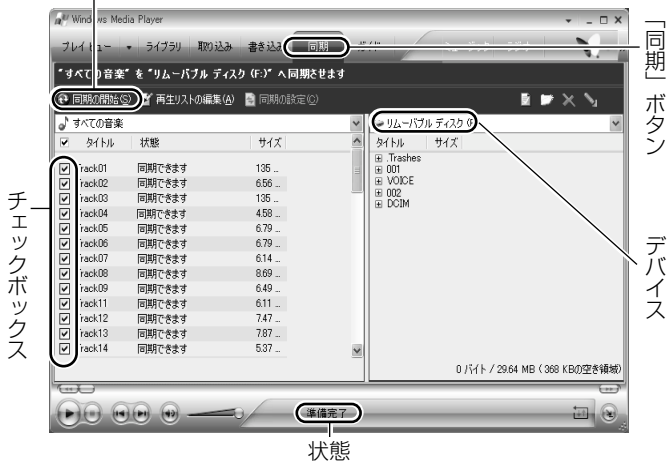 Windows Media Player
ライブラリ 取り込み 書き込み 同期
"すべての音楽" を "リムーバブル ディスク (F:)" へ同期させます
同期の開始(S) 再生リストの編集(A) 同期の設定(O)
すべての音楽
リムーバブル ディスク (F
タイトル 状態 サイズ
タイトル サイズ
Track01 同期できます 135 ..
Track02 同期できます 6.56 ..
Track03 同期できます 135 ..
Track04 同期できます 4.58 ..
Track05 同期できます 6.79 ..
Track06 同期できます 6.79 ..
Track07 同期できます 6.14 ..
Track08 同期できます 8.69 ..
Track09 同期できます 6.49 ..
Track11 同期できます 6.11 ..
Track12 同期できます 7.47 ..
Track13 同期できます 7.87 ..
Track14 同期できます 5.37 ..
.Trashes
001
VOICE
002
DCIM
0 バイト / 29.64 MB (368 KBの空き領域)
準備完了
「同期」ボタン
デバイス
チェックボックス
状態